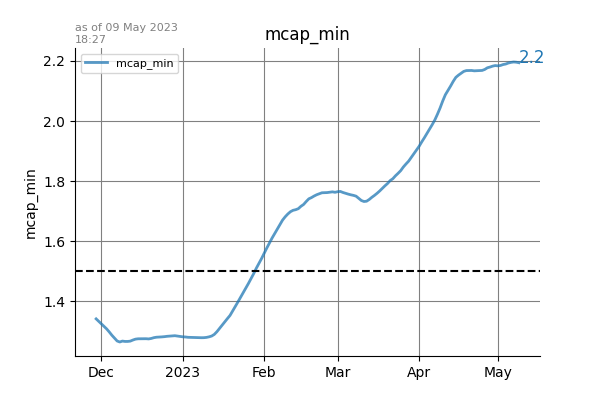 as of 09 May 2023
18:27
mcap_min
mcap_min
2.2
2.2
2.0
1.8
1.6
1.4
mcap_min
Dec 2023 Feb Mar Apr May